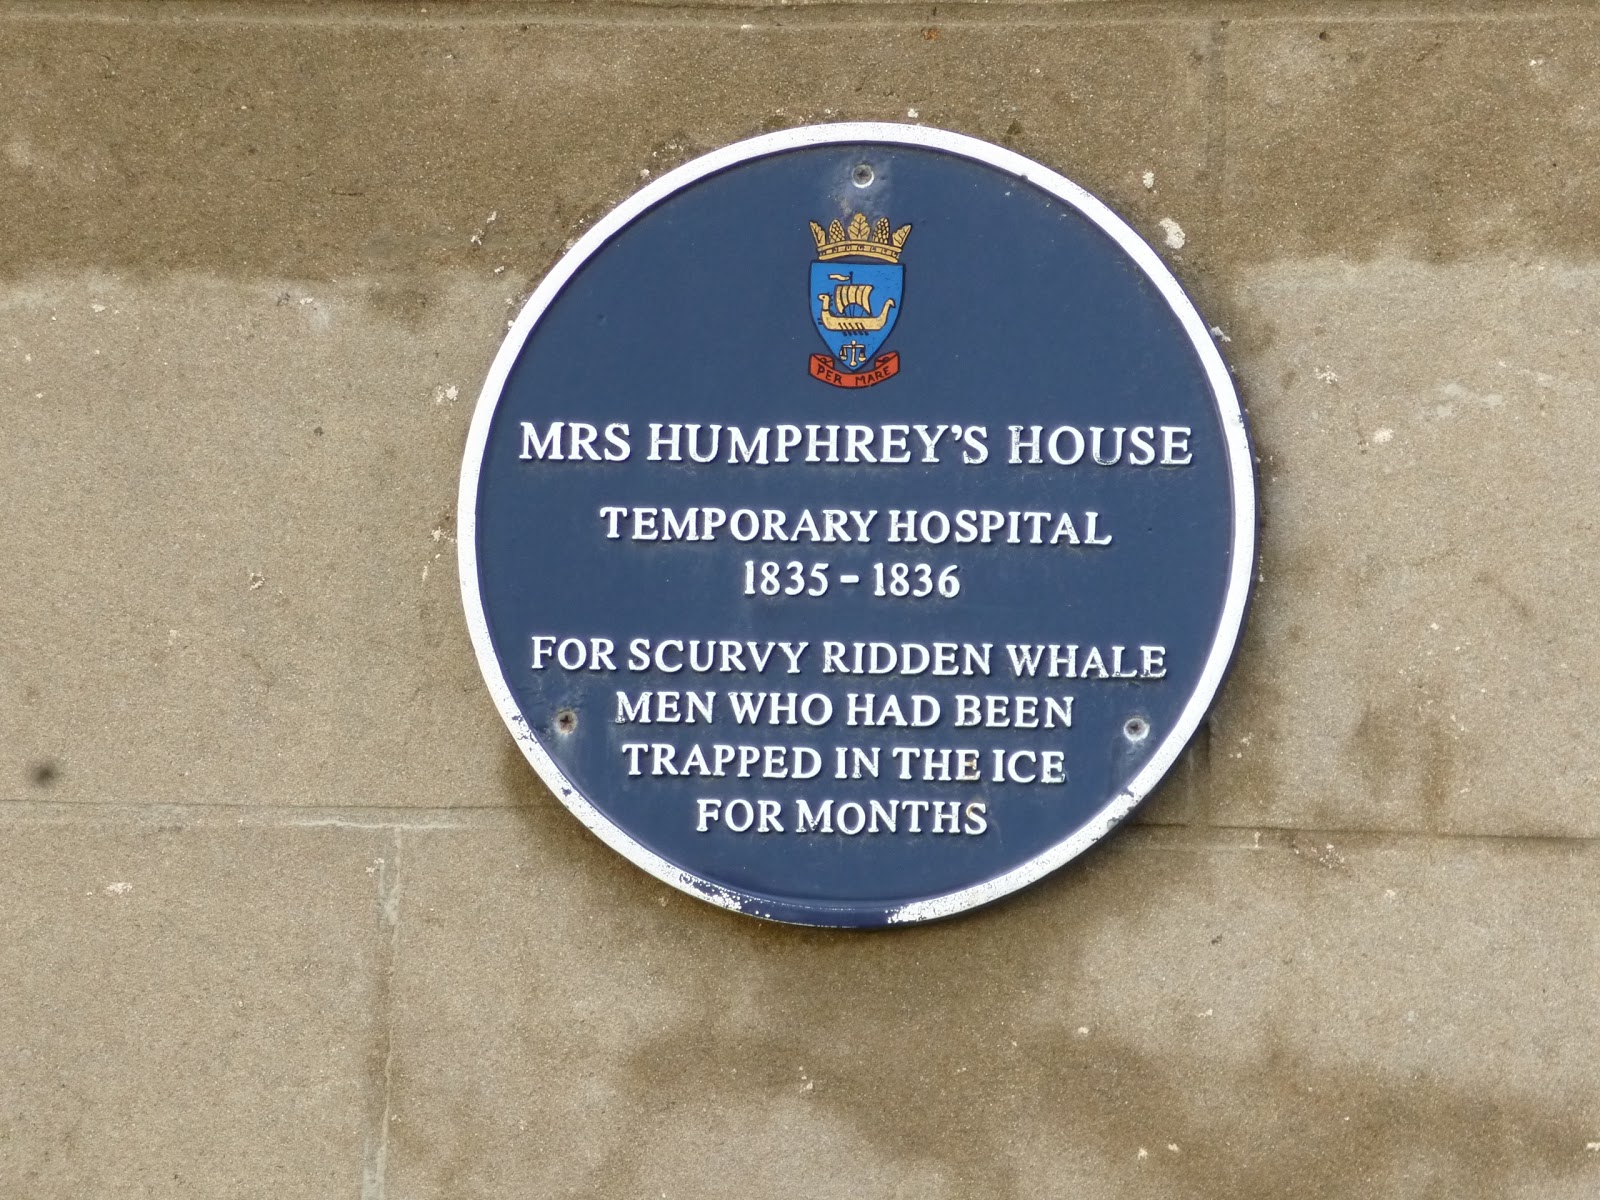 PER MARE
MRS HUMPHREY'S HOUSE
TEMPORARY HOSPITAL
1835 - 1836
FOR SCURVY RIDDEN WHALE
MEN WHO HAD BEEN
TRAPPED IN THE ICE
FOR MONTHS